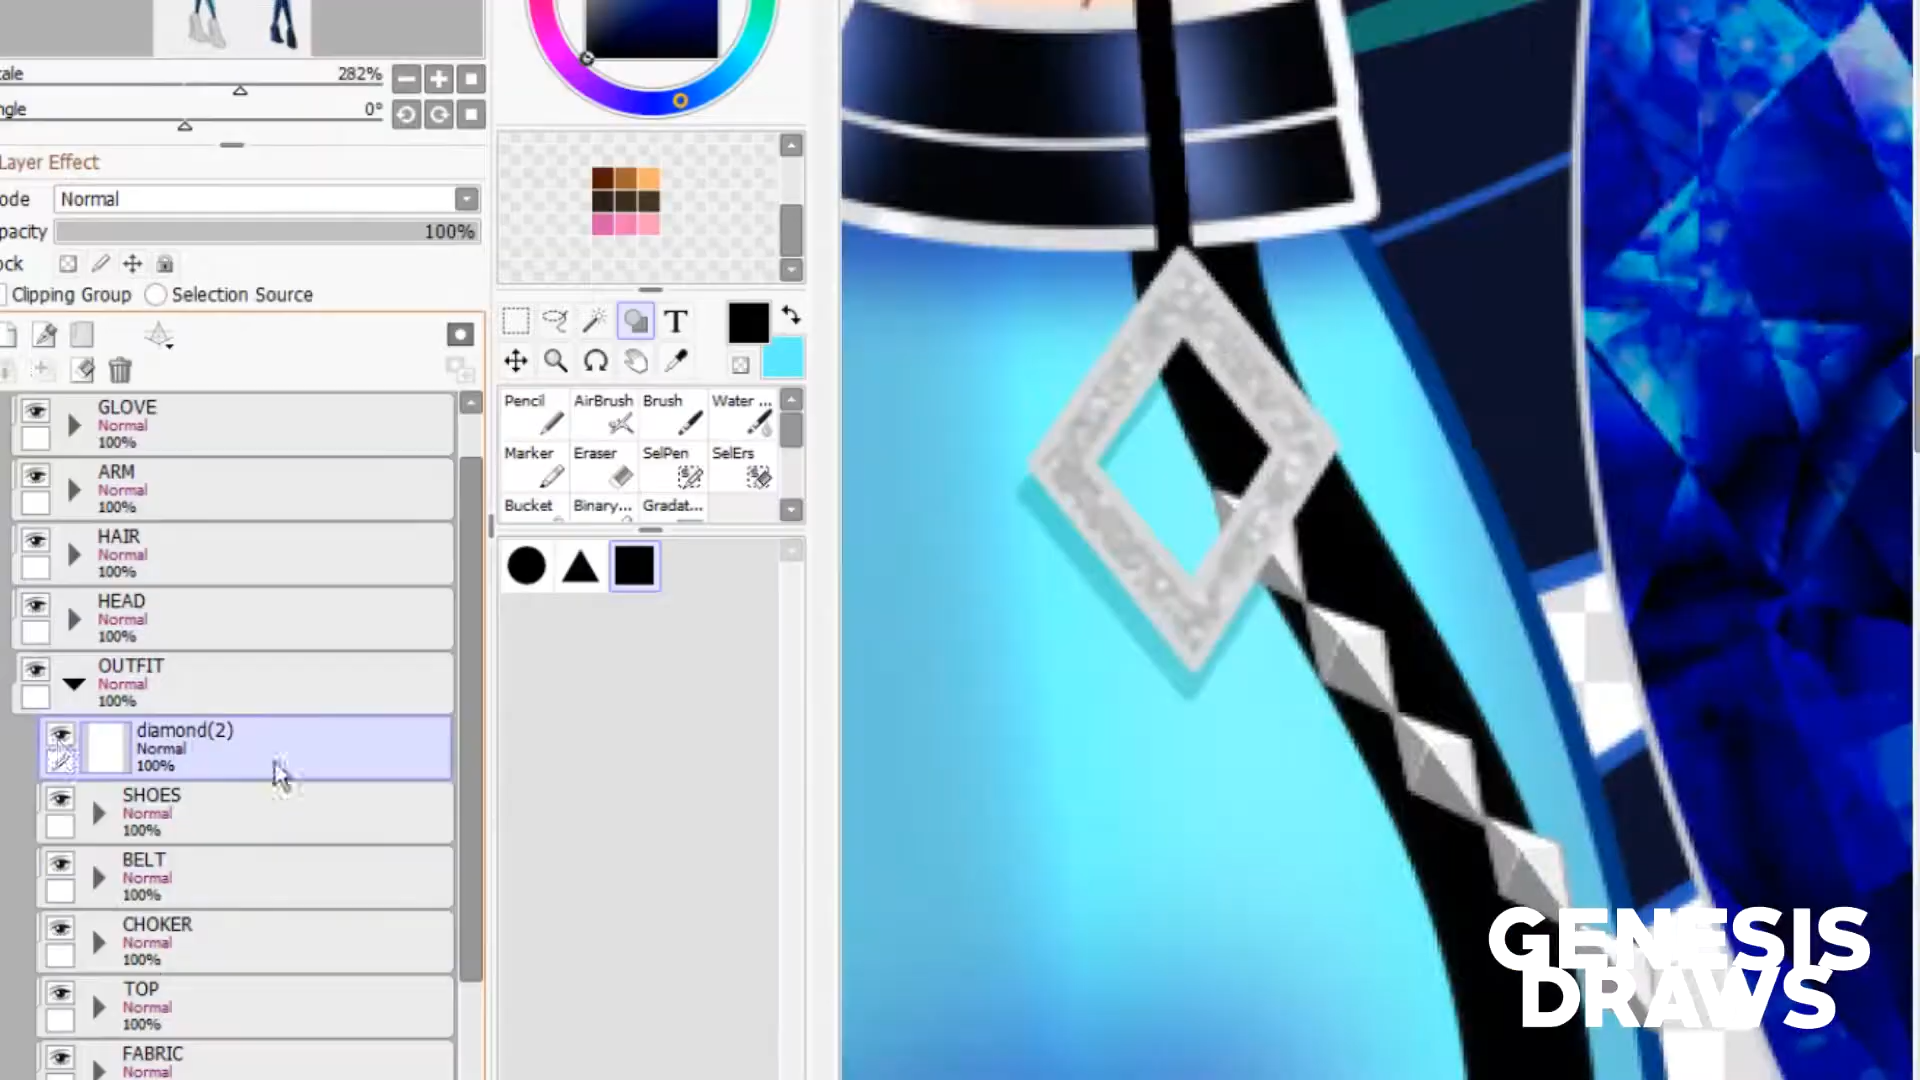 ale 282%
ngle 0°
Layer Effect
ode Normal
pacity 100%
ock
Clipping Group Selection Source
T
GLOVE
Normal
100%
ARM
Normal
100%
HAIR
Normal
100%
HEAD
Normal
100%
OUTFIT
Normal
100%
diamond(2)
Normal
100%
SHOES
Normal
100%
BELT
Normal
100%
CHOKER
Normal
100%
TOP
Normal
100%
FABRIC
Normal
Pencil AirBrush Brush Water ...
Marker Eraser SelPen SelErs
Bucket Binary... Gradat...
GENESIS
DRAWS